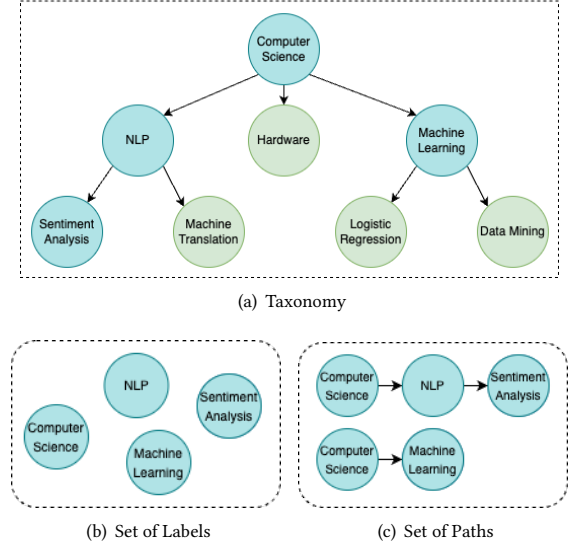 Computer
Science
NLP
Hardware
Machine
Learning
Sentiment
Analysis
Machine
Translation
Logistic
Regression
Data Mining
(a) Taxonomy
NLP
Sentiment
Analysis
Computer
Science
Machine
Learning
(b) Set of Labels
Computer
Science
NLP
Sentiment
Analysis
Computer
Science
Machine
Learning
(c) Set of Paths